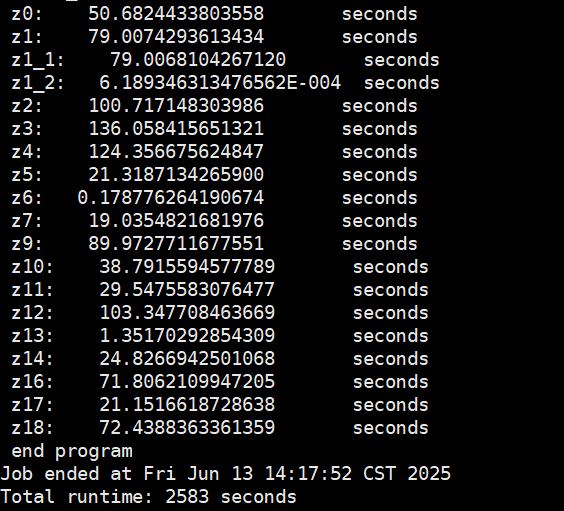 z0: 50.6824433803558 seconds
z1: 79.0074293613434 seconds
z1_1: 79.0068104267120 seconds
z1_2: 6.189346313476562E-004 seconds
z2: 100.717148303986 seconds
z3: 136.058415651321 seconds
z4: 124.356675624847 seconds
z5: 21.3187134265900 seconds
z6: 0.178776264190674 seconds
z7: 19.0354821681976 seconds
z9: 89.9727711677551 seconds
z10: 38.7915594577789 seconds
z11: 29.5475583076477 seconds
z12: 103.347708463669 seconds
z13: 1.35170292854309 seconds
z14: 24.8266942501068 seconds
z16: 71.8062109947205 seconds
z17: 21.1516618728638 seconds
z18: 72.4388363361359 seconds
end program
Job ended at Fri Jun 13 14:17:52 CST 2025
Total runtime: 2583 seconds